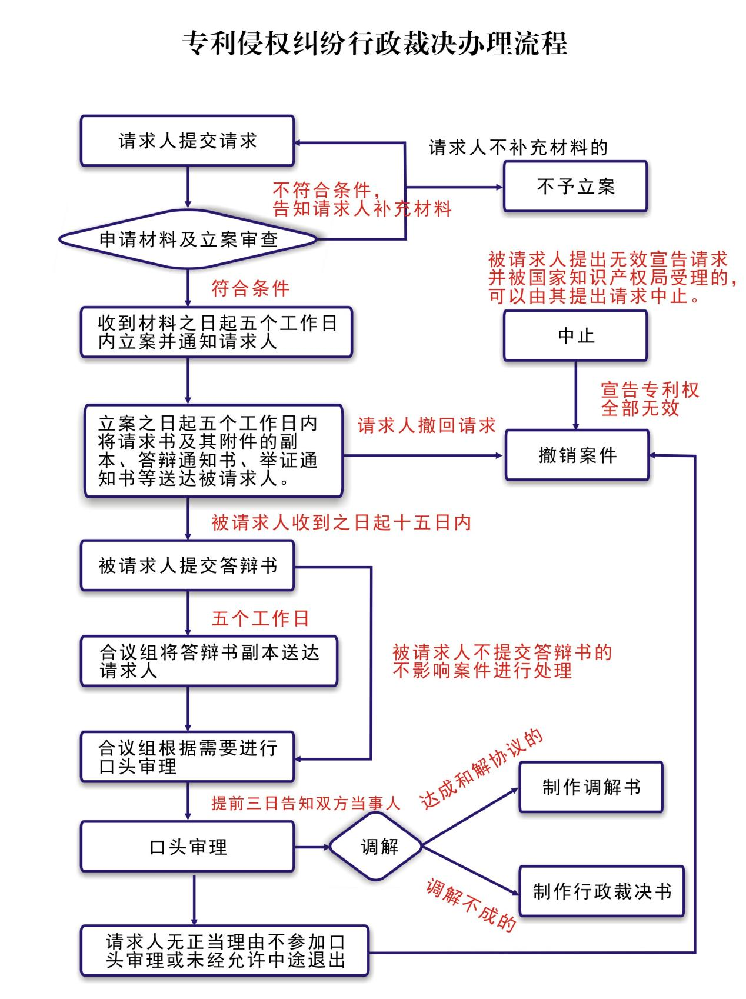 专利侵权纠纷行政裁决办理流程
请求人提交请求
请求人不补充材料的
不予立案
不符合条件，
告知请求人补充材料
申请材料及立案审查
符合条件
被请求人提出无效宣告请求
并被国家知识产权局受理的，
可以由其提出请求中止。
收到材料之日起五个工作日
内立案并通知请求人
中止
宣告专利权
全部无效
立案之日起五个工作日内
将请求书及其附件的副
本、答辩通知书、举证通
知书等送达被请求人。
请求人撤回请求
撤销案件
被请求人收到之日起十五日内
被请求人提交答辩书
五个工作日
合议组将答辩书副本送达
请求人
被请求人不提交答辩书的
不影响案件进行处理
合议组根据需要进行
口头审理
提前三日告知双方当事人
达成和解协议的
制作调解书
口头审理
调解
调解不成的
制作行政裁决书
请求人无正当理由不参加口
头审理或未经允许中途退出